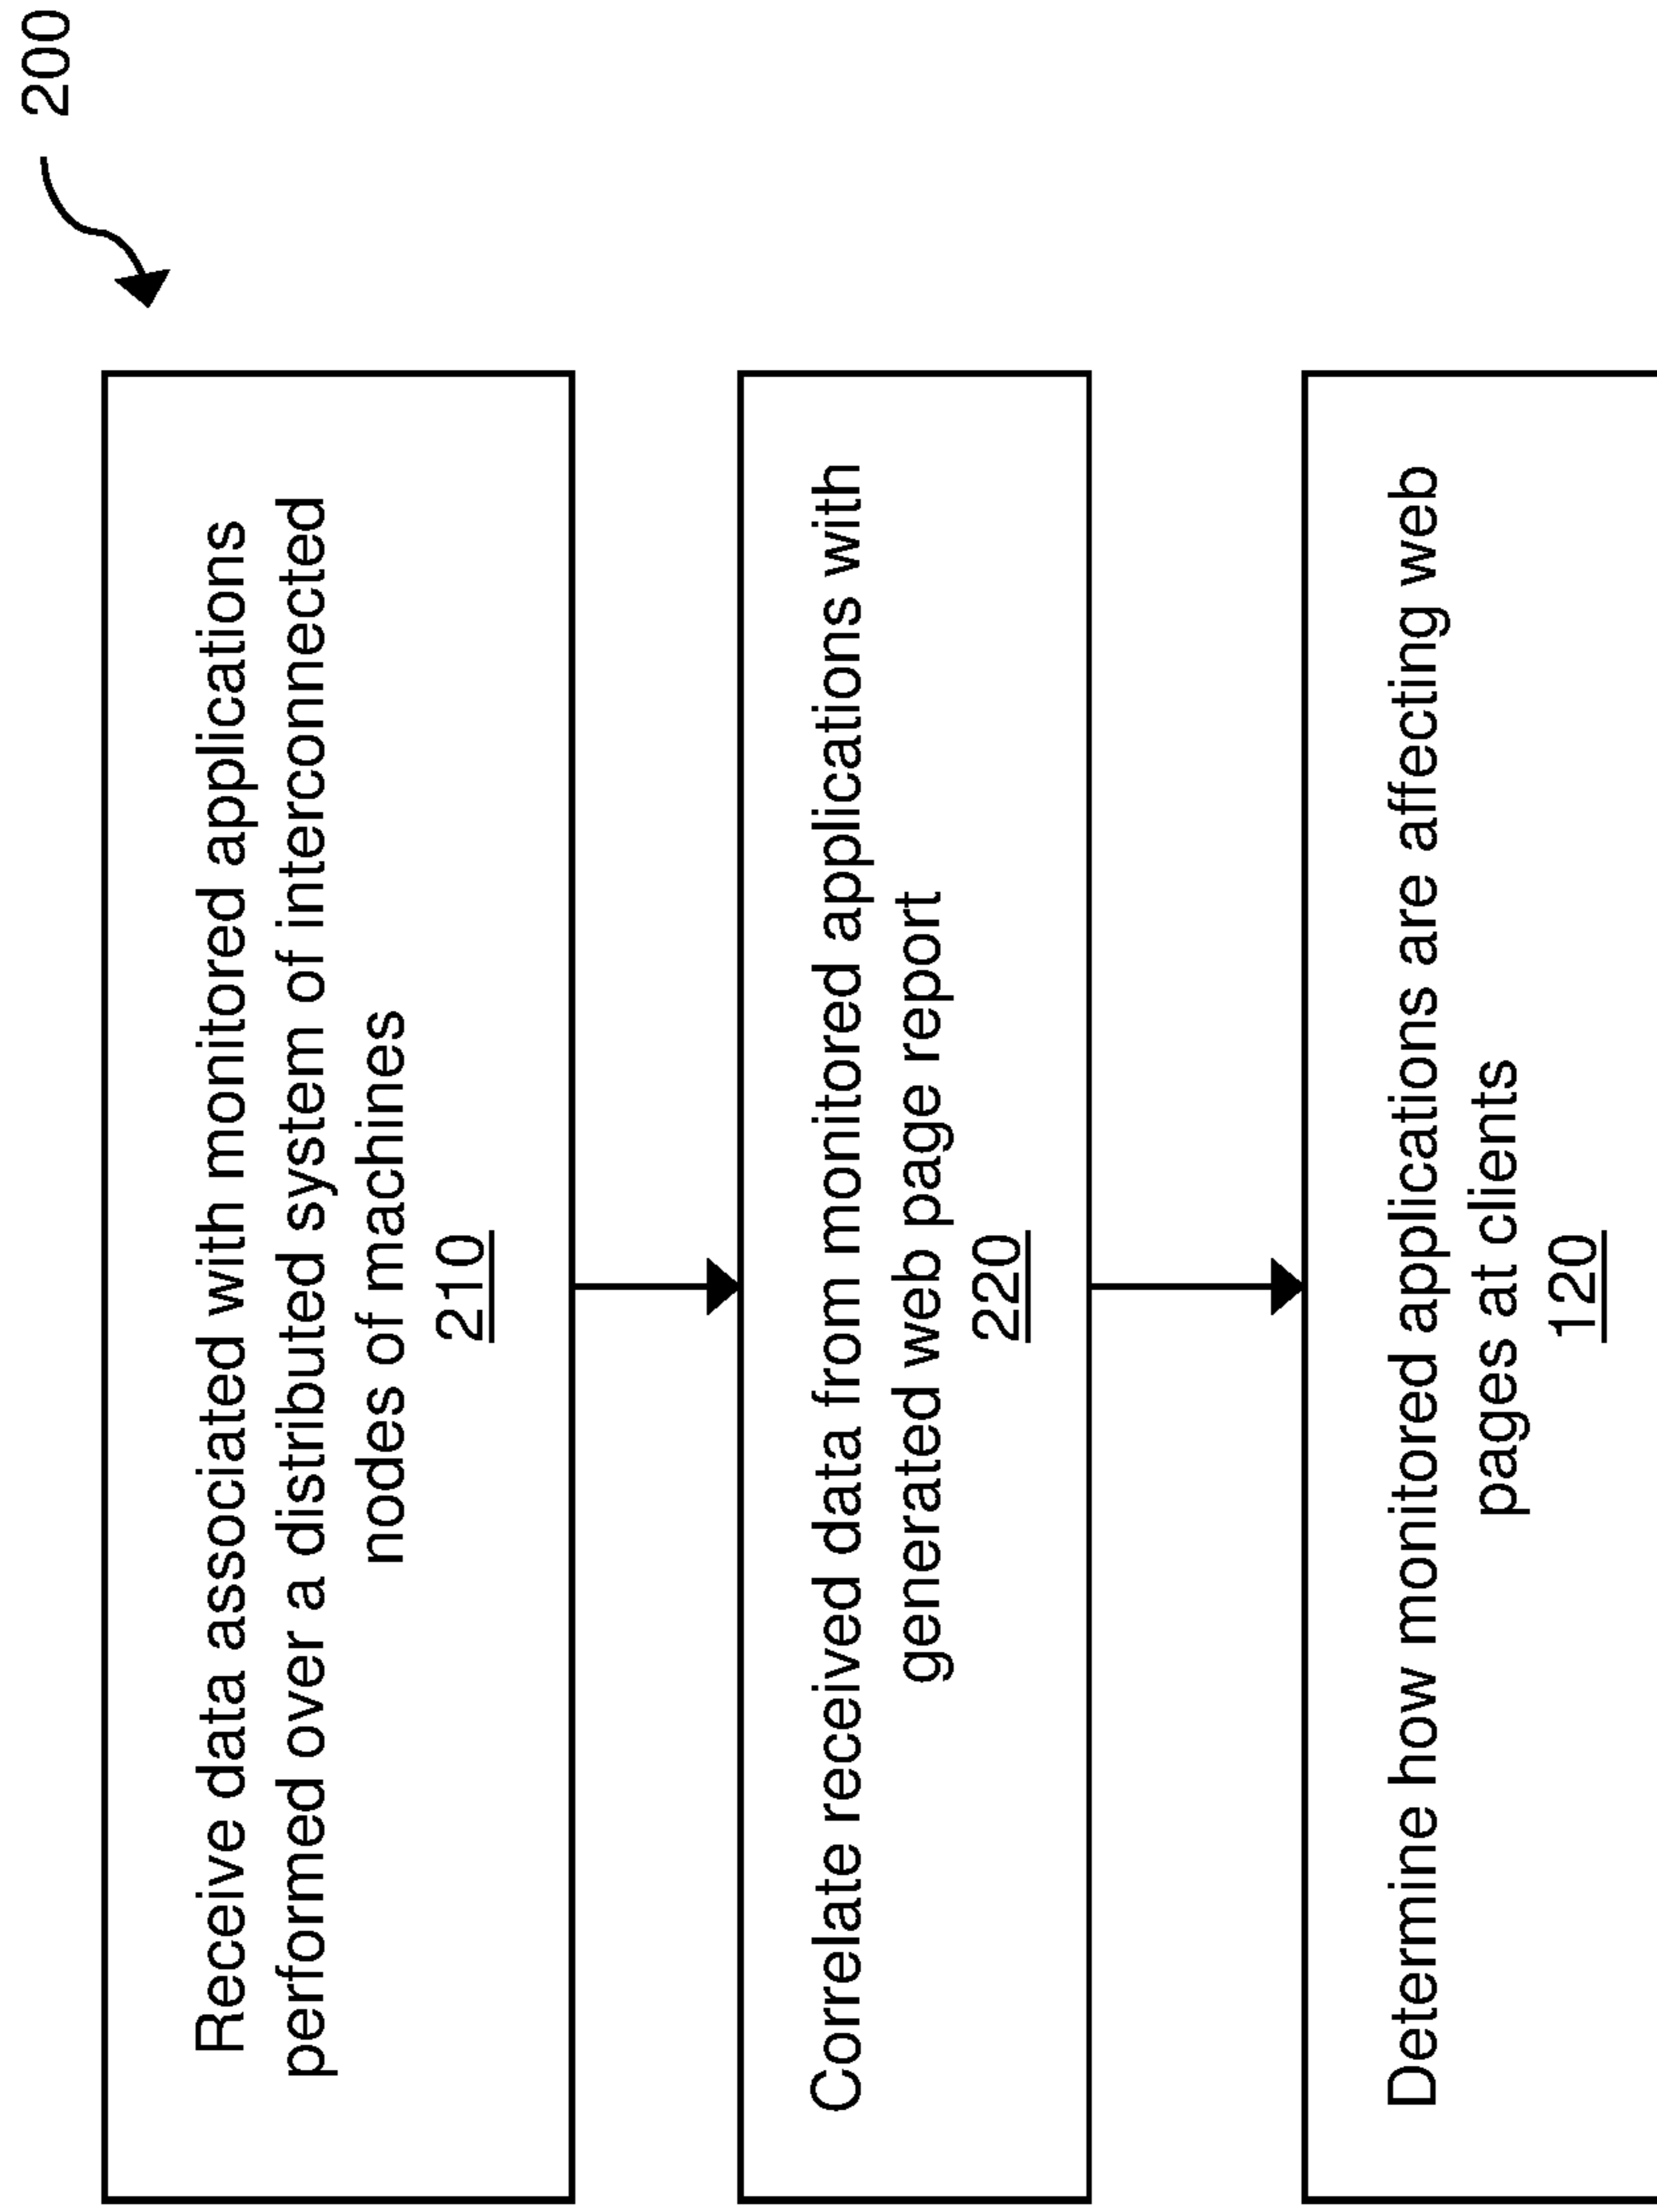 200
Receive data associated with monitored applications
performed over a distributed system of interconnected
nodes of machines
210
Correlate received data from monitored applications with
generated web page report
220
Determine how monitored applications are affecting web
pages at clients
120